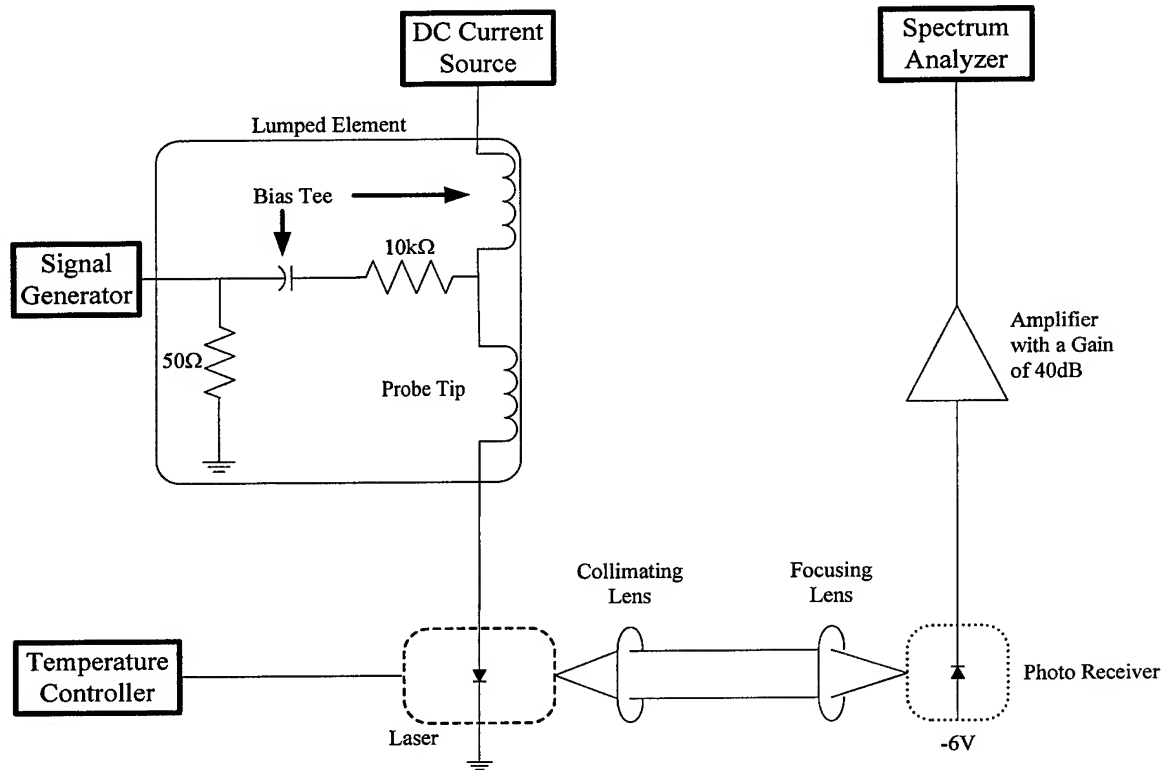 DC Current
Source
Spectrum
Analyzer
Lumped Element
Bias Tee
10kΩ
Signal
Generator
50Ω
Probe Tip
Amplifier
with a Gain
of 40dB
Collimating
Lens
Focusing
Lens
Temperature
Controller
Photo Receiver
Laser
-6V